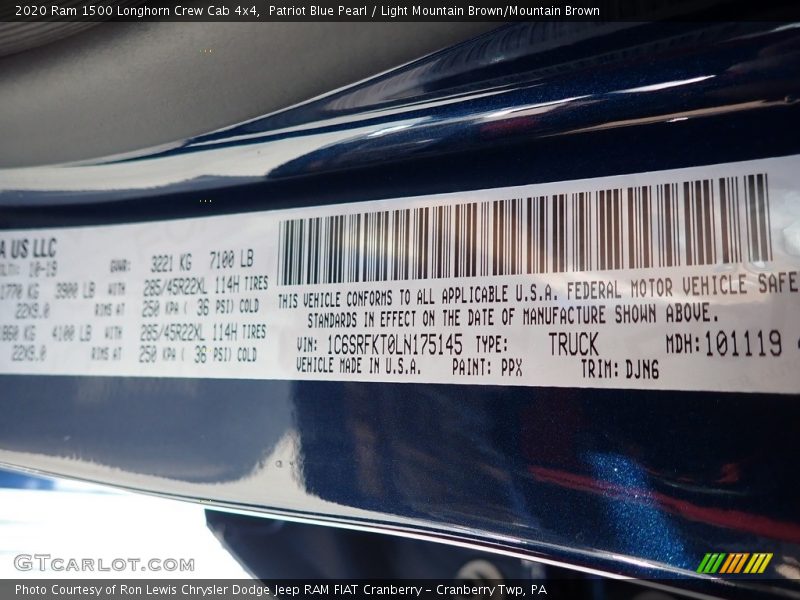 2020 Ram 1500 Longhorn Crew Cab 4x4,  Patriot Blue Pearl / Light Mountain Brown/Mountain Brown
A US LLC
10-19 GVWR: 3221 KG 7100 LB
1770 KG 3900 LB WITH 285/45R22XL 114H TIRES
22X9.0 RIMS AT 250 KPA ( 36 PSI) COLD
1860 KG 4100 LB WITH 285/45R22XL 114H TIRES
22X9.0 RIMS AT 250 KPA ( 36 PSI) COLD
THIS VEHICLE CONFORMS TO ALL APPLICABLE U.S.A. FEDERAL MOTOR VEHICLE SAFE
STANDARDS IN EFFECT ON THE DATE OF MANUFACTURE SHOWN ABOVE.
VIN: 1C6SRFKT0LN175145 TYPE: TRUCK MDH: 101119
VEHICLE MADE IN U.S.A. PAINT: PPX TRIM: DJN6
GTCARLOT.COM
Photo Courtesy of Ron Lewis Chrysler Dodge Jeep RAM FIAT Cranberry – Cranberry Twp, PA